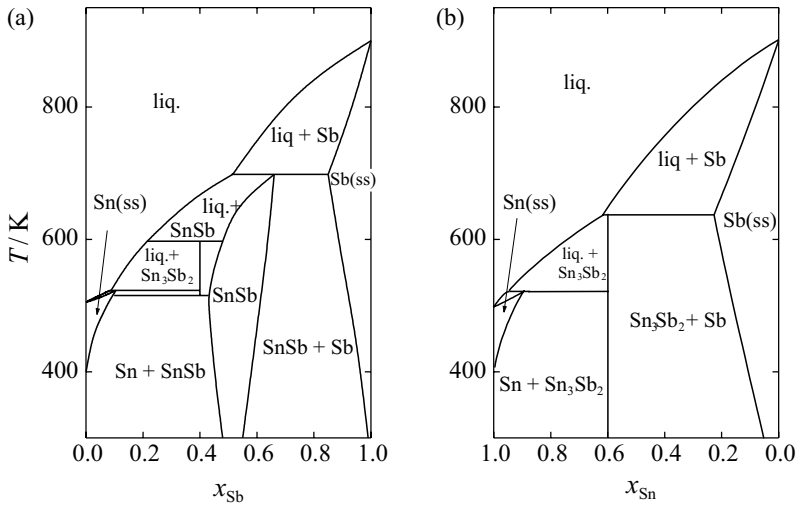 (a)
liq.
liq + Sb
Sb(ss)
Sn(ss)
liq.+
SnSb
liq.+
Sn₃Sb₂
SnSb
SnSb + Sb
Sn + SnSb
T / K
800
600
400
0.0 0.2 0.4 0.6 0.8 1.0
x_Sb
(b)
liq.
liq + Sb
Sn(ss)
Sb(ss)
liq. +
Sn₃Sb₂
Sn₃Sb₂ + Sb
Sn + Sn₃Sb₂
800
600
400
1.0 0.8 0.6 0.4 0.2 0.0
x_Sn